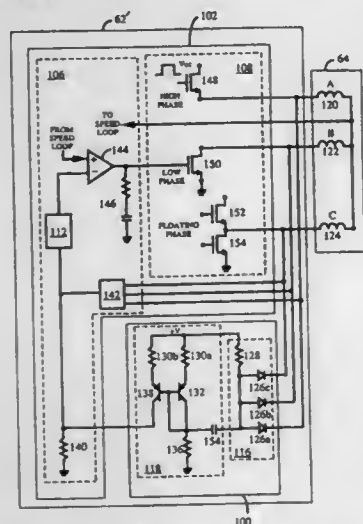 62'
102
64
106
108
Vcc
148
HIGH
PHASE
A
120
TO
SPEED
LOOP
FROM
SPEED
LOOP
144
B
122
150
LOW
PHASE
146
152
FLOATING
PHASE
154
C
124
112
142
+V
130b
130a
128
138
132
126c
126b
126a
154
136
140
118
116
100